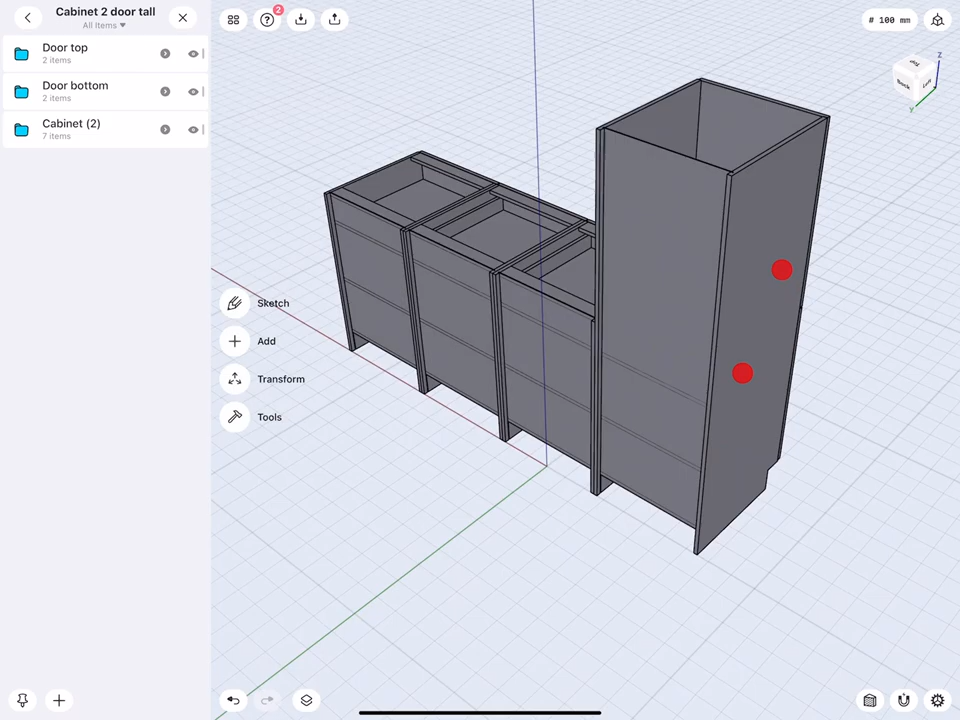 Cabinet 2 door tall
All Items ▼
Door top
2 items
Door bottom
2 items
Cabinet (2)
7 items
2
# 100 mm
Z
Top
Back
Left
Y
Sketch
Add
Transform
Tools